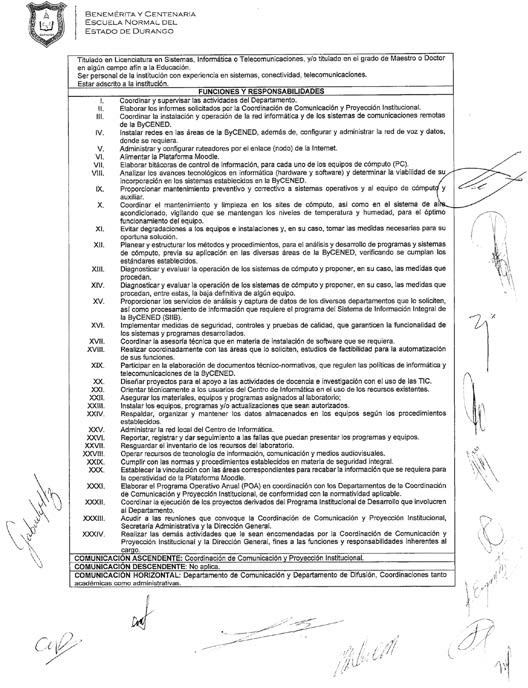 BENEMÉRITA Y CENTENARIA
ESCUELA NORMAL DEL
ESTADO DE DURANGO
Titulado en Licenciatura en Sistemas, Informática o Telecomunicaciones, y/o titulado en el grado de Maestro o Doctor
en algún campo afín a la Educación.
Ser personal de la institución con experiencia en sistemas, conectividad, telecomunicaciones.
Estar adscrito a la institución.
FUNCIONES Y RESPONSABILIDADES
I. Coordinar y supervisar las actividades del Departamento.
II. Elaborar los informes solicitados por la Coordinación de Comunicación y Proyección Institucional.
III. Coordinar la instalación y operación de la red informática y de los sistemas de comunicaciones remotas
de la ByCENED.
IV. Instalar redes en las áreas de la ByCENED, además de, configurar y administrar la red de voz y datos,
donde se requiera.
V. Administrar y configurar ruteadores por el enlace (nodo) de la Internet.
VI. Alimentar la Plataforma Moodle.
VII. Elaborar bitácoras de control de información, para cada uno de los equipos de cómputo (PC).
VIII. Analizar los avances tecnológicos en informática (hardware y software) y determinar la viabilidad de su
incorporación en los sistemas establecidos en la ByCENED.
IX. Proporcionar mantenimiento preventivo y correctivo a sistemas operativos y al equipo de cómputo y
auxiliar.
X. Coordinar el mantenimiento y limpieza en los sites de cómputo, así como en el sistema de aire
acondicionado, vigilando que se mantengan los niveles de temperatura y humedad, para el óptimo
funcionamiento del equipo.
XI. Evitar degradaciones a los equipos e instalaciones y, en su caso, tomar las medidas necesarias para su
oportuna solución.
XII. Planear y estructurar los métodos y procedimientos, para el análisis y desarrollo de programas y sistemas
de cómputo, previa su aplicación en las diversas áreas de la ByCENED, verificando se cumplan los
estándares establecidos.
XIII. Diagnosticar y evaluar la operación de los sistemas de cómputo y proponer, en su caso, las medidas que
procedan.
XIV. Diagnosticar y evaluar la operación de los sistemas de cómputo y proponer, en su caso, las medidas que
procedan, entre estas, la baja definitiva de algún equipo.
XV. Proporcionar los servicios de análisis y captura de datos de los diversos departamentos que lo soliciten,
así como procesamiento de información que requiere el programa del Sistema de Información Integral de
la ByCENED (SIIB).
XVI. Implementar medidas de seguridad, controles y pruebas de calidad, que garanticen la funcionalidad de
los sistemas y programas desarrollados.
XVII. Coordinar la asesoría técnica que en materia de instalación de software que se requiera.
XVIII. Realizar coordinadamente con las áreas que lo soliciten, estudios de factibilidad para la automatización
de sus funciones.
XIX. Participar en la elaboración de documentos técnico-normativos, que regulen las políticas de informática y
telecomunicaciones de la ByCENED.
XX. Diseñar proyectos para el apoyo a las actividades de docencia e investigación con el uso de las TIC.
XXI. Orientar técnicamente a los usuarios del Centro de Informática en el uso de los recursos existentes.
XXII. Asegurar los materiales, equipos y programas asignados al laboratorio;
XXIII. Instalar los equipos, programas y/o actualizaciones que sean autorizados.
XXIV. Respaldar, organizar y mantener los datos almacenados en los equipos según los procedimientos
establecidos.
XXV. Administrar la red local del Centro de Informática.
XXVI. Reportar, registrar y dar seguimiento a las fallas que puedan presentar los programas y equipos.
XXVII. Resguardar el inventario de los recursos del laboratorio.
XXVIII. Operar recursos de tecnología de información, comunicación y medios audiovisuales.
XXIX. Cumplir con las normas y procedimientos establecidos en materia de seguridad integral.
XXX. Establecer la vinculación con las áreas correspondientes para recabar la información que se requiera para
la operatividad de la Plataforma Moodle.
XXXI. Elaborar el Programa Operativo Anual (POA) en coordinación con los Departamentos de la Coordinación
de Comunicación y Proyección Institucional, de conformidad con la normatividad aplicable.
XXXII. Coordinar la ejecución de los proyectos derivados del Programa Institucional de Desarrollo que involucren
al Departamento.
XXXIII. Acudir a las reuniones que convoque la Coordinación de Comunicación y Proyección Institucional,
Secretaría Administrativa y la Dirección General.
XXXIV. Realizar las demás actividades que le sean encomendadas por la Coordinación de Comunicación y
Proyección Institucional y la Dirección General, fines a las funciones y responsabilidades inherentes al
cargo.
COMUNICACIÓN ASCENDENTE: Coordinación de Comunicación y Proyección Institucional.
COMUNICACIÓN DESCENDENTE: No aplica.
COMUNICACIÓN HORIZONTAL: Departamento de Comunicación y Departamento de Difusión, Coordinaciones tanto
académicas como administrativas.